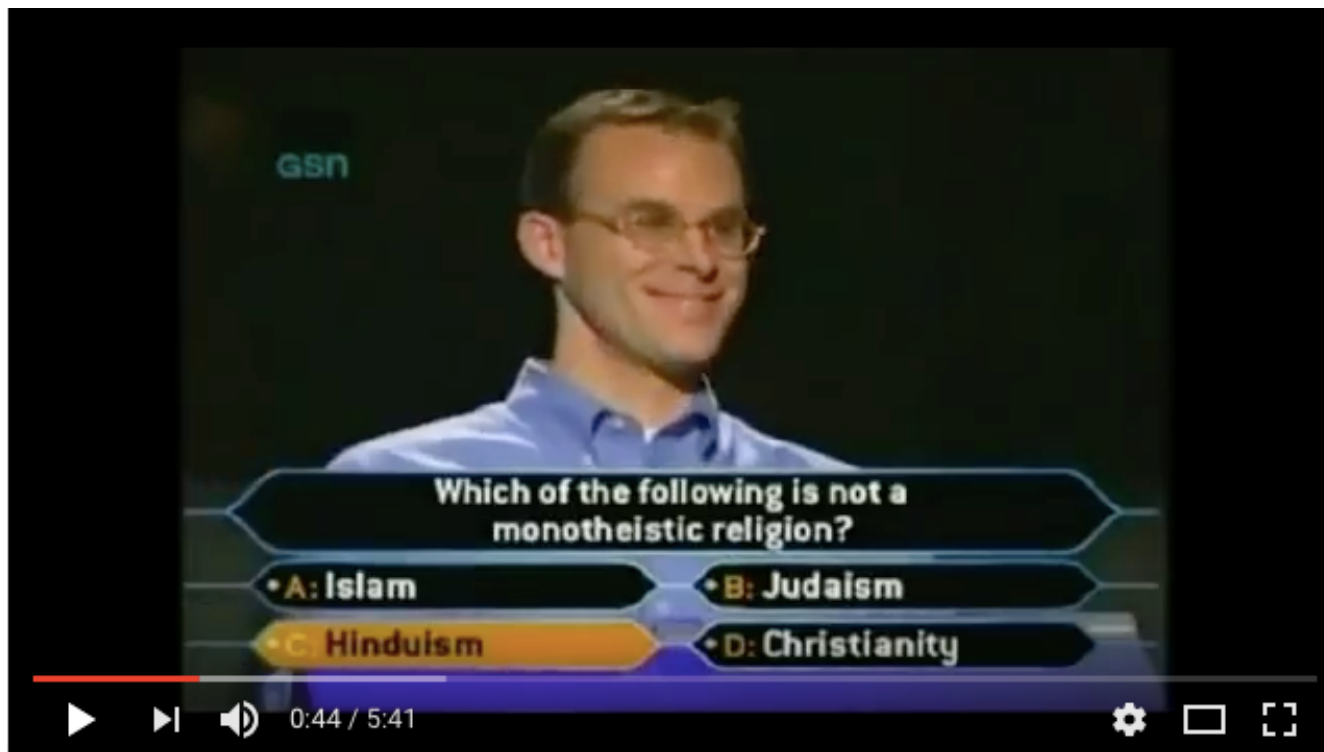 GSN
Which of the following is not a
monotheistic religion?
A: Islam
B: Judaism
C: Hinduism
D: Christianity
0:44 / 5:41